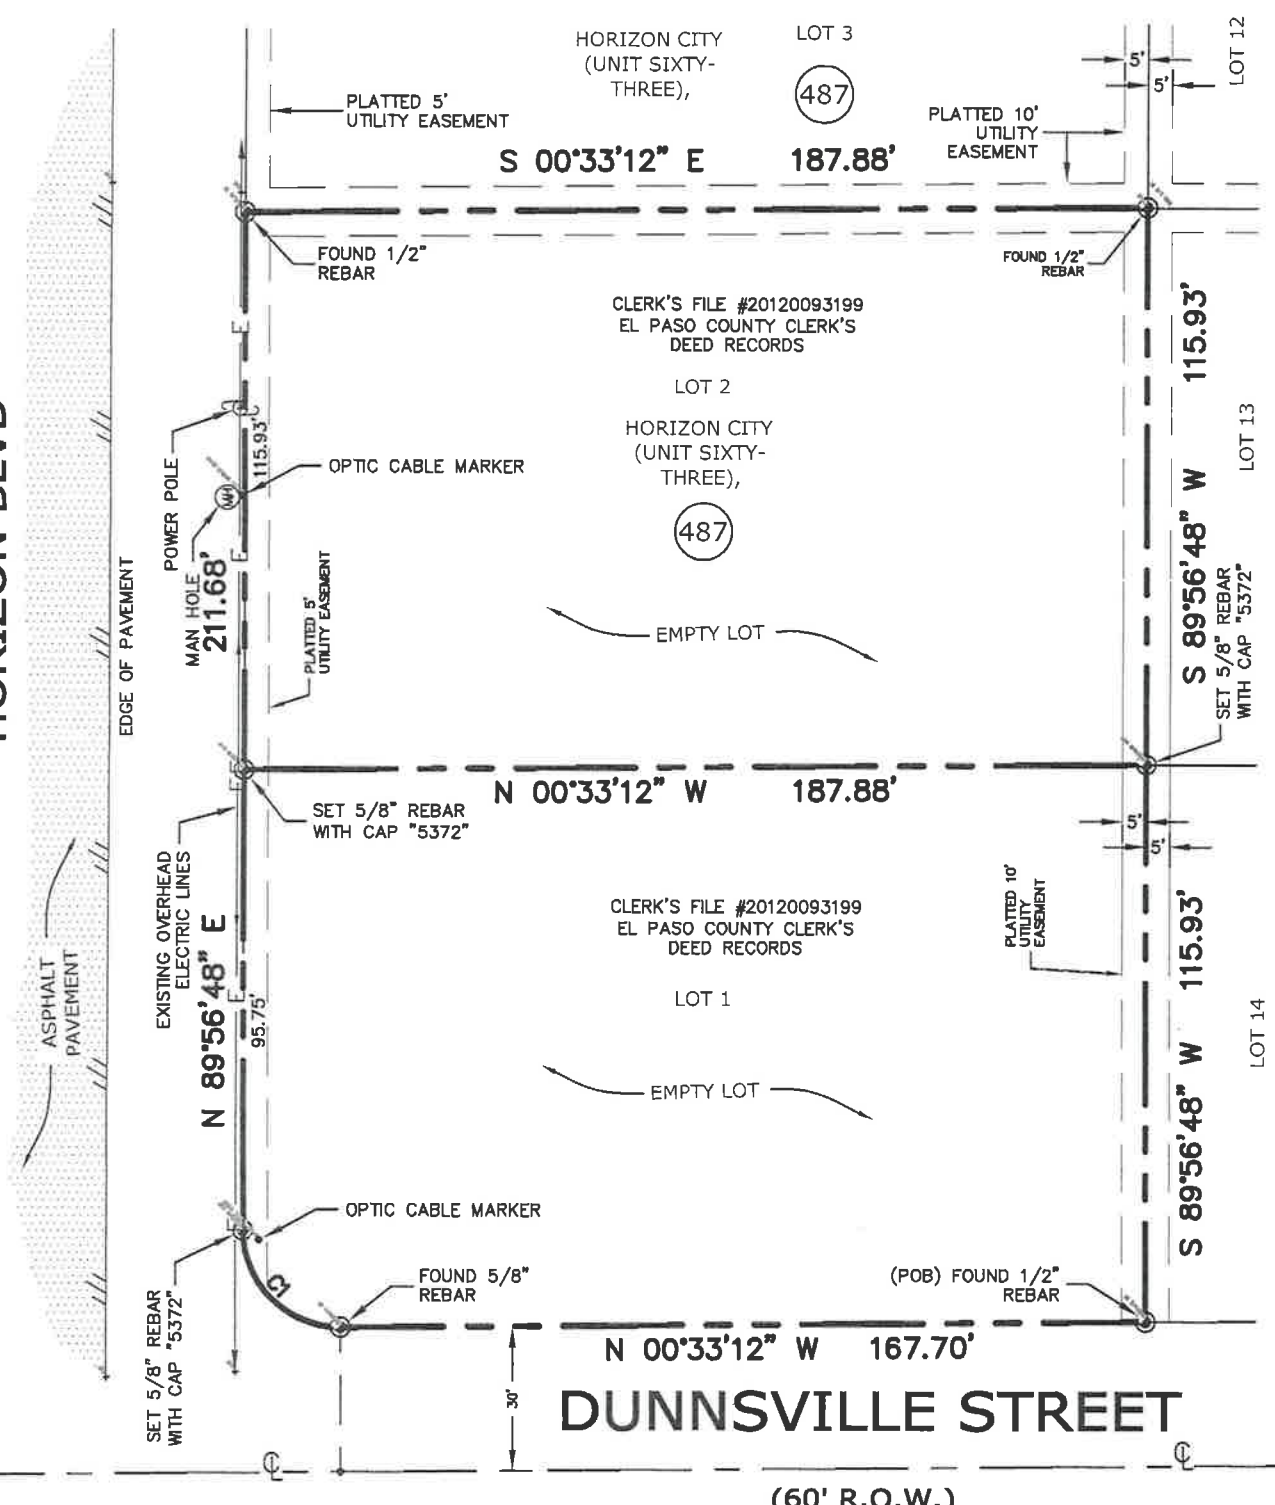 HORIZON CITY
(UNIT SIXTY-
THREE),
LOT 3
487
LOT 12
5'
5'
PLATTED 5'
UTILITY EASEMENT
PLATTED 10'
UTILITY
EASEMENT
S 00°33'12" E 187.88'
FOUND 1/2"
REBAR
FOUND 1/2"
REBAR
CLERK'S FILE #20120093199
EL PASO COUNTY CLERK'S
DEED RECORDS
LOT 2
HORIZON CITY
(UNIT SIXTY-
THREE),
487
115.93'
S 89°56'48" W
LOT 13
E
POWER POLE
115.93'
OPTIC CABLE MARKER
MH
MAN HOLE
E
211.68'
PLATTED 5'
UTILITY EASEMENT
EDGE OF PAVEMENT
EMPTY LOT
SET 5/8" REBAR
WITH CAP "5372"
N 00°33'12" W 187.88'
SET 5/8" REBAR
WITH CAP "5372"
E
5'
5'
EXISTING OVERHEAD
ELECTRIC LINES
PLATTED 10'
UTILITY
EASEMENT
CLERK'S FILE #20120093199
EL PASO COUNTY CLERK'S
DEED RECORDS
LOT 1
ASPHALT
PAVEMENT
N 89°56'48" E
E
95.75'
S 89°56'48" W 115.93'
LOT 14
EMPTY LOT
OPTIC CABLE MARKER
E
C1
FOUND 5/8"
REBAR
(POB) FOUND 1/2"
REBAR
SET 5/8" REBAR
WITH CAP "5372"
N 00°33'12" W 167.70'
30'
DUNNSVILLE STREET
CL
CL
(60' R.O.W.)